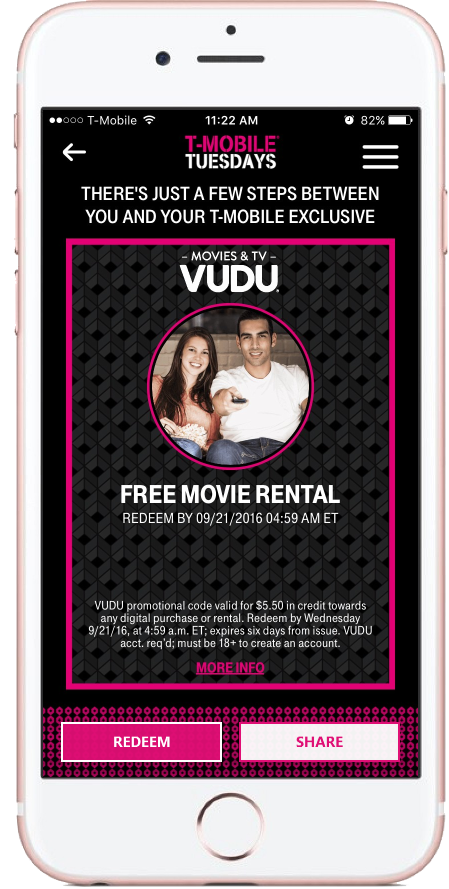 T-Mobile
11:22 AM
82%
T-MOBILE
TUESDAYS
THERE'S JUST A FEW STEPS BETWEEN
YOU AND YOUR T-MOBILE EXCLUSIVE
– MOVIES & TV –
VUDU
FREE MOVIE RENTAL
REDEEM BY 09/21/2016 04:59 AM ET
VUDU promotional code valid for $5.50 in credit towards
any digital purchase or rental. Redeem by Wednesday
9/21/16, at 4:59 a.m. ET; expires six days from issue. VUDU
acct. req'd; must be 18+ to create an account.
MORE INFO
REDEEM
SHARE